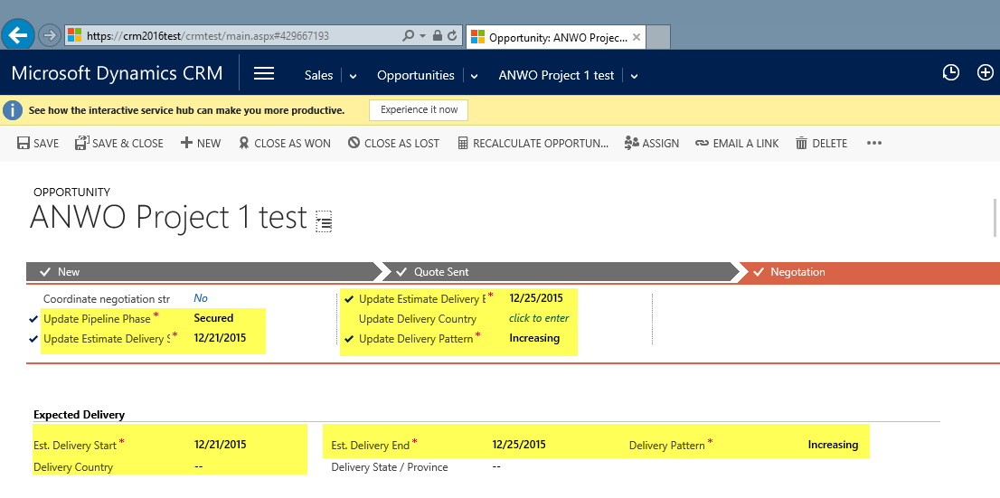 https://crm2016test/crmtest/main.aspx#429667193
Opportunity: ANWO Projec...
Microsoft Dynamics CRM
Sales
Opportunities
ANWO Project 1 test
See how the interactive service hub can make you more productive.
Experience it now
SAVE
SAVE & CLOSE
NEW
CLOSE AS WON
CLOSE AS LOST
RECALCULATE OPPORTUN...
ASSIGN
EMAIL A LINK
DELETE
OPPORTUNITY
ANWO Project 1 test
New
Quote Sent
Negotation
Coordinate negotiation str
No
Update Pipeline Phase *
Secured
Update Estimate Delivery S *
12/21/2015
Update Estimate Delivery E *
12/25/2015
Update Delivery Country
click to enter
Update Delivery Pattern *
Increasing
Expected Delivery
Est. Delivery Start *
12/21/2015
Est. Delivery End *
12/25/2015
Delivery Pattern *
Increasing
Delivery Country
--
Delivery State / Province
--